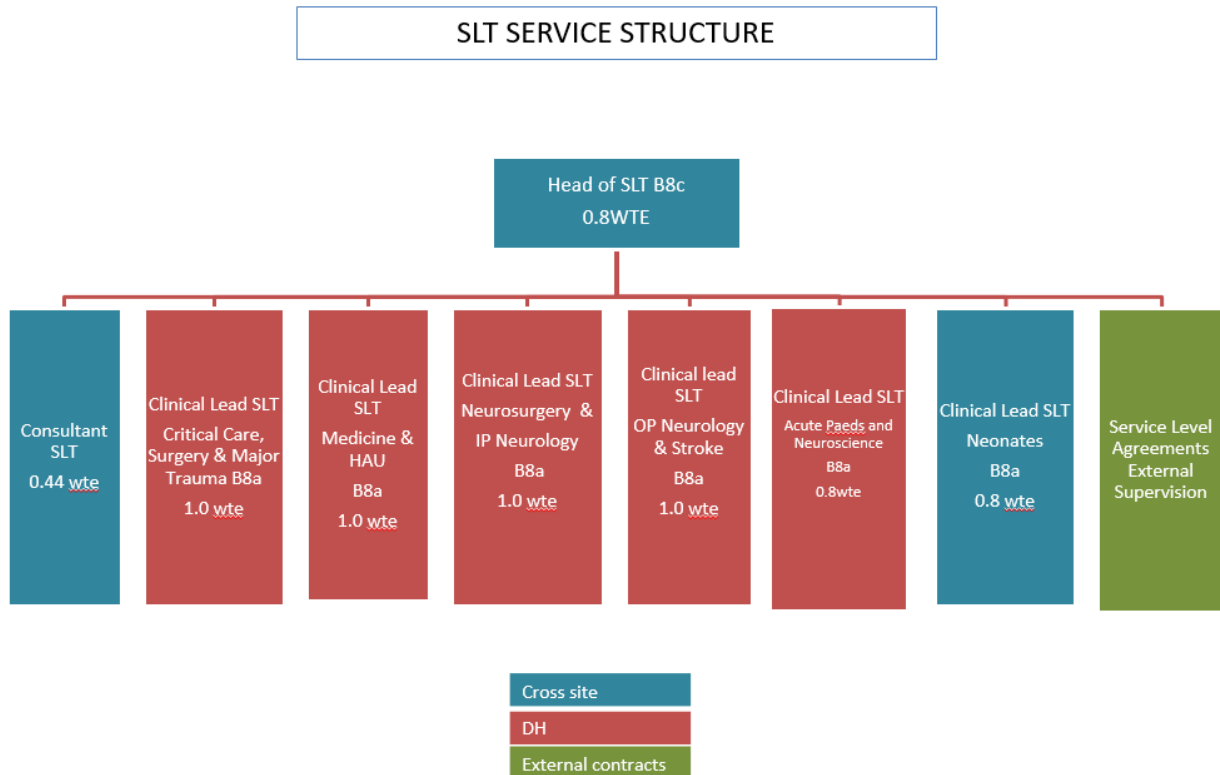 SLT SERVICE STRUCTURE
Head of SLT B8c
0.8WTE
Consultant
SLT
0.44 wte
Clinical Lead SLT
Critical Care,
Surgery & Major
Trauma B8a
1.0 wte
Clinical Lead
SLT
Medicine &
HAU
B8a
1.0 wte
Clinical Lead SLT
Neurosurgery &
IP Neurology
B8a
1.0 wte
Clinical lead
SLT
OP Neurology
& Stroke
B8a
1.0 wte
Clinical Lead SLT
Acute Paeds and
Neuroscience
B8a
0.8wte
Clinical Lead SLT
Neonates
B8a
0.8 wte
Service Level
Agreements
External
Supervision
Cross site
DH
External contracts